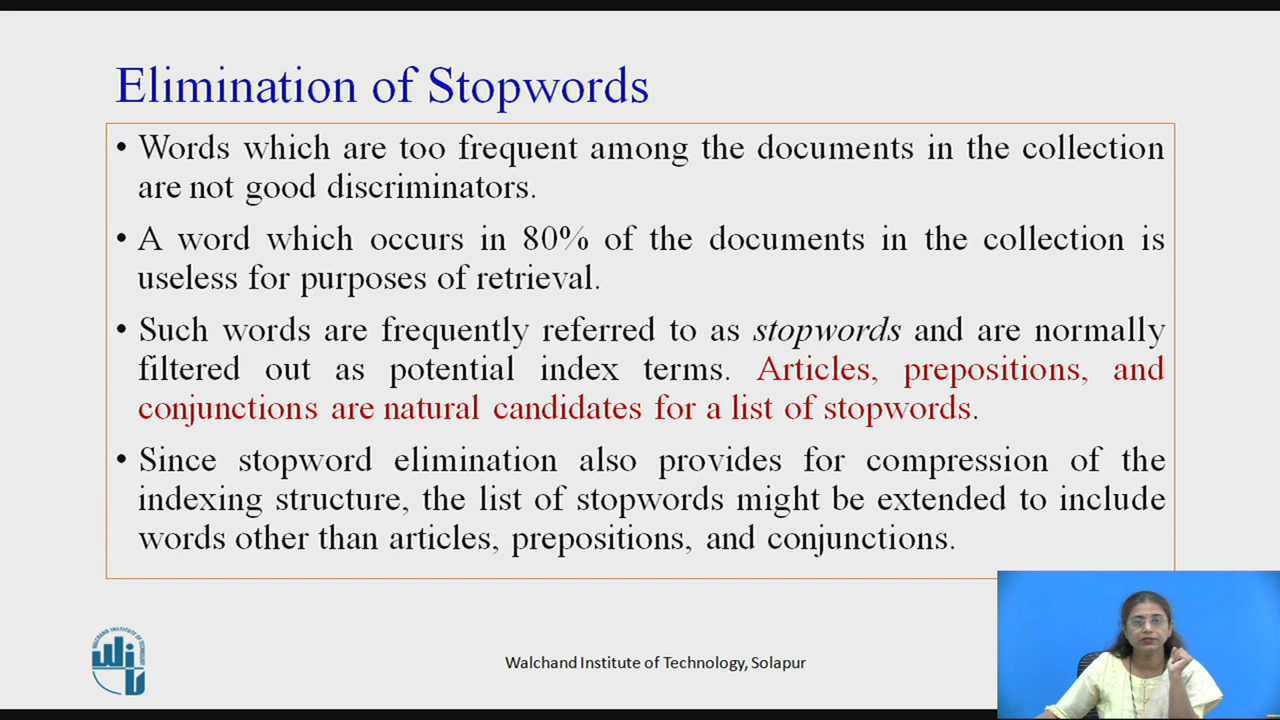 Elimination of Stopwords
• Words which are too frequent among the documents in the collection
are not good discriminators.
• A word which occurs in 80% of the documents in the collection is
useless for purposes of retrieval.
• Such words are frequently referred to as stopwords and are normally
filtered out as potential index terms. Articles, prepositions, and
conjunctions are natural candidates for a list of stopwords.
• Since stopword elimination also provides for compression of the
indexing structure, the list of stopwords might be extended to include
words other than articles, prepositions, and conjunctions.
WALCHAND INSTITUTE OF TECHNOLOGY
WIT
Walchand Institute of Technology, Solapur